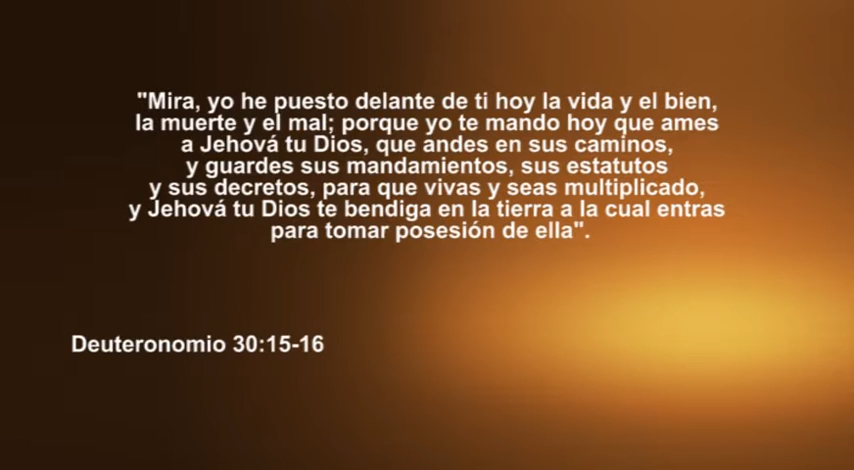 "Mira, yo he puesto delante de ti hoy la vida y el bien,
la muerte y el mal; porque yo te mando hoy que ames
a Jehová tu Dios, que andes en sus caminos,
y guardes sus mandamientos, sus estatutos
y sus decretos, para que vivas y seas multiplicado,
y Jehová tu Dios te bendiga en la tierra a la cual entras
para tomar posesión de ella".
Deuteronomio 30:15-16